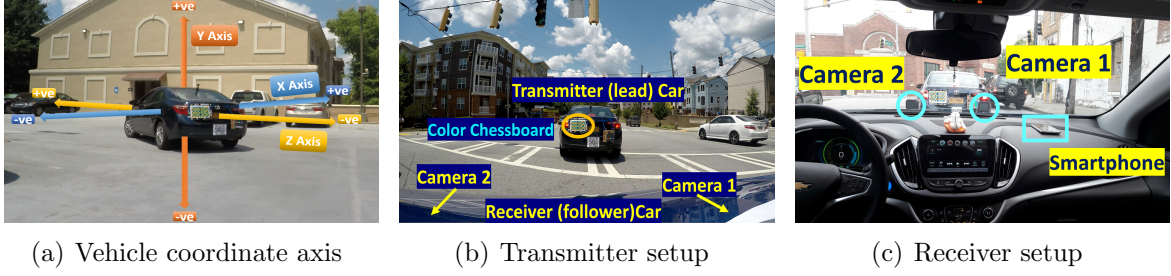 +ve
Y Axis
X Axis
+ve
+ve
-ve
-ve
Z Axis
-ve
Transmitter (lead) Car
Color Chessboard
Camera 2
Camera 1
Receiver (follower)Car
Camera 2
Camera 1
Smartphone
(a) Vehicle coordinate axis
(b) Transmitter setup
(c) Receiver setup